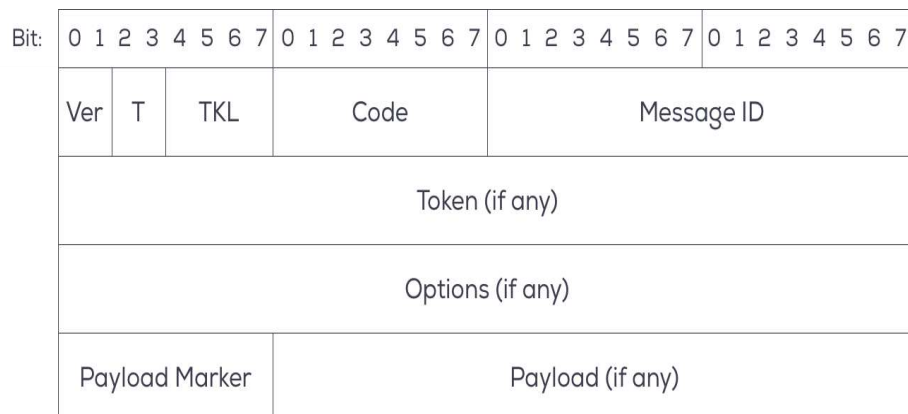 Bit: 0 1 2 3 4 5 6 7 0 1 2 3 4 5 6 7 0 1 2 3 4 5 6 7 0 1 2 3 4 5 6 7
Ver T TKL Code Message ID
Token (if any)
Options (if any)
Payload Marker Payload (if any)